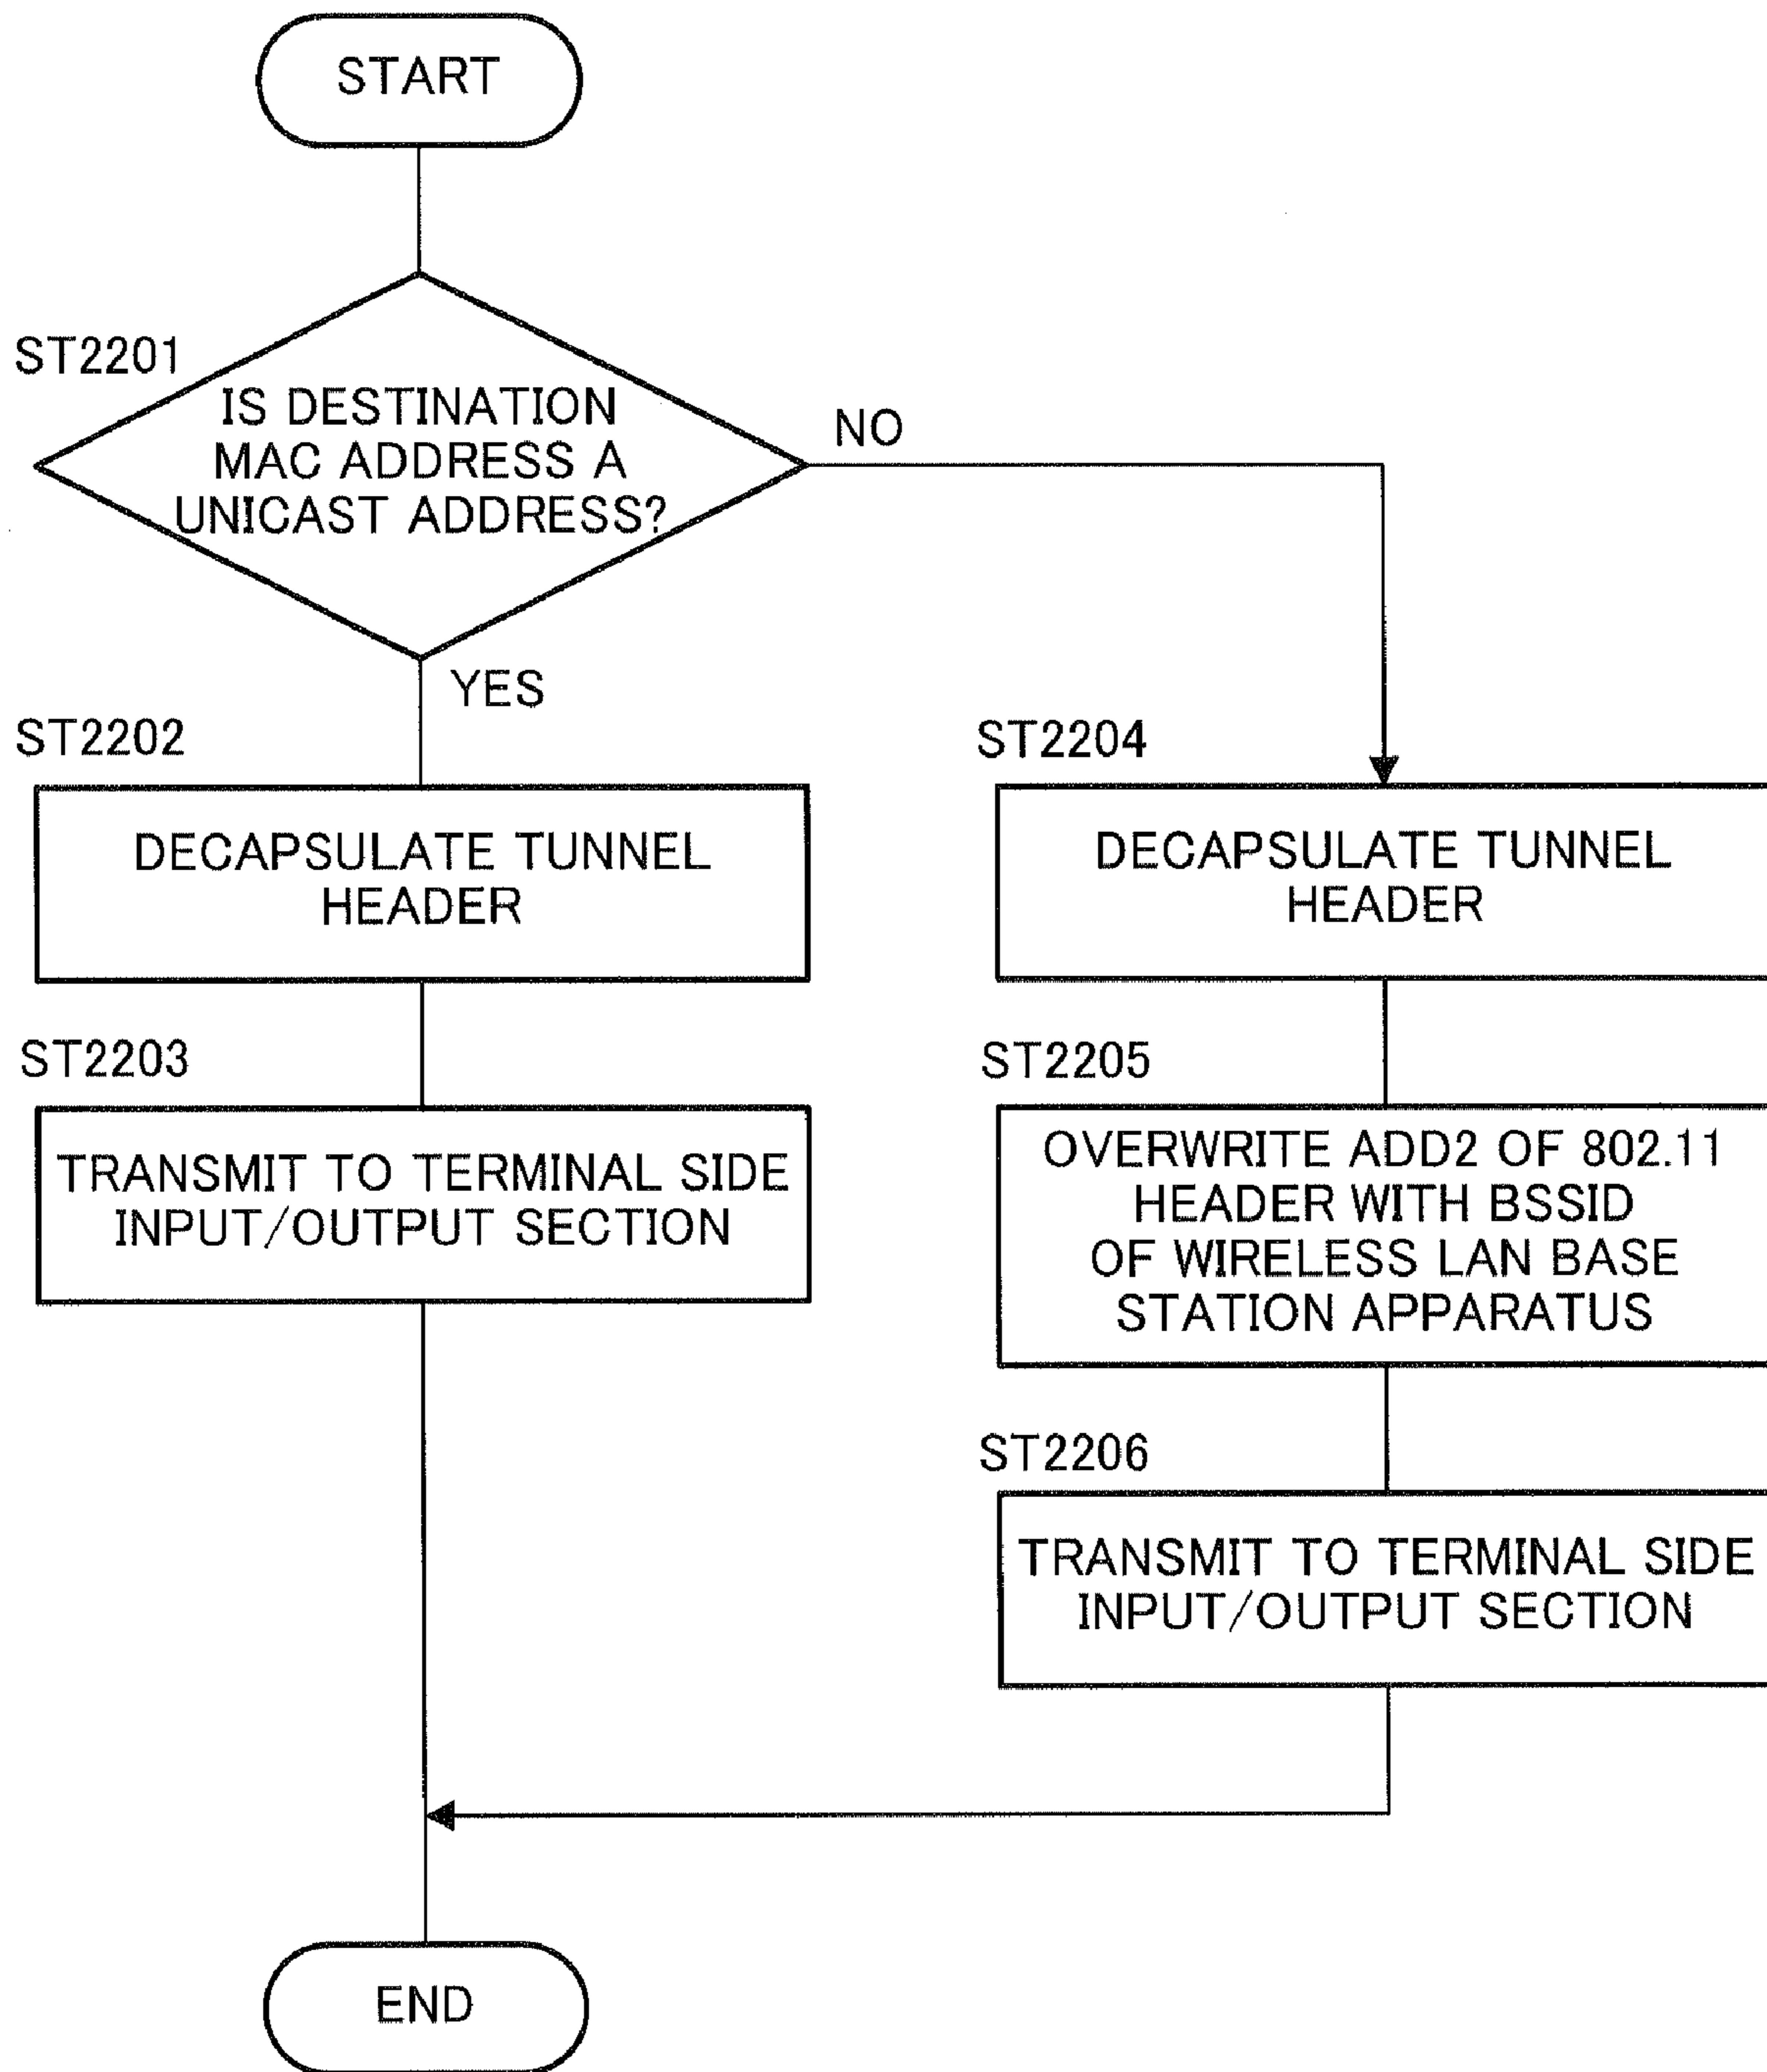 START
ST2201
IS DESTINATION
MAC ADDRESS A
UNICAST ADDRESS?
NO
YES
ST2202
DECAPSULATE TUNNEL
HEADER
ST2203
TRANSMIT TO TERMINAL SIDE
INPUT/OUTPUT SECTION
ST2204
DECAPSULATE TUNNEL
HEADER
ST2205
OVERWRITE ADD2 OF 802.11
HEADER WITH BSSID
OF WIRELESS LAN BASE
STATION APPARATUS
ST2206
TRANSMIT TO TERMINAL SIDE
INPUT/OUTPUT SECTION
END